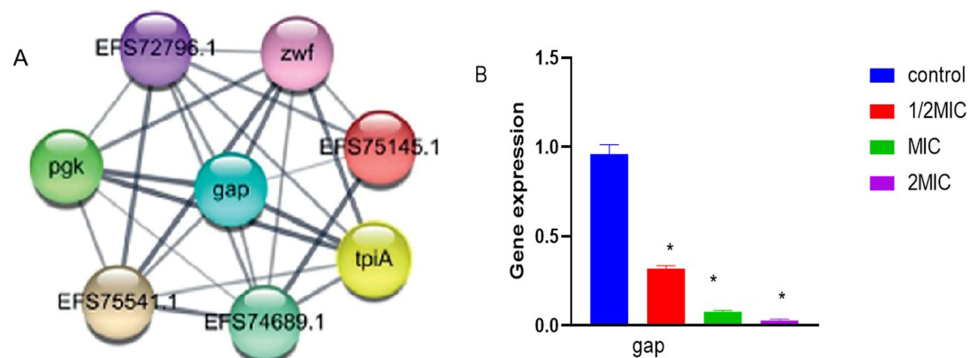 A
EFS72796.1
zwf
EFS75145.1
pgk
gap
tpiA
EFS75541.1
EFS74689.1
B
Gene expression
1.5
1.0
0.5
0.0
*
*
*
gap
control
1/2MIC
MIC
2MIC